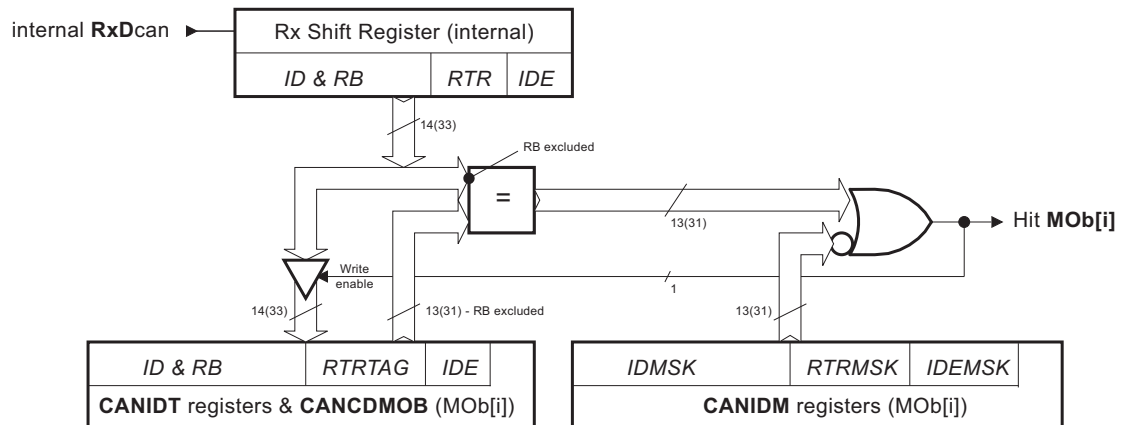 internal RxDcan
Rx Shift Register (internal)
ID & RB RTR IDE
14(33)
RB excluded
=
13(31)
Hit MOb[i]
Write
enable
1
14(33)
13(31) - RB excluded
13(31)
ID & RB RTRTAG IDE
CANIDT registers & CANCDMOB (MOb[i])
IDMSK RTRMSK IDEMSK
CANIDM registers (MOb[i])